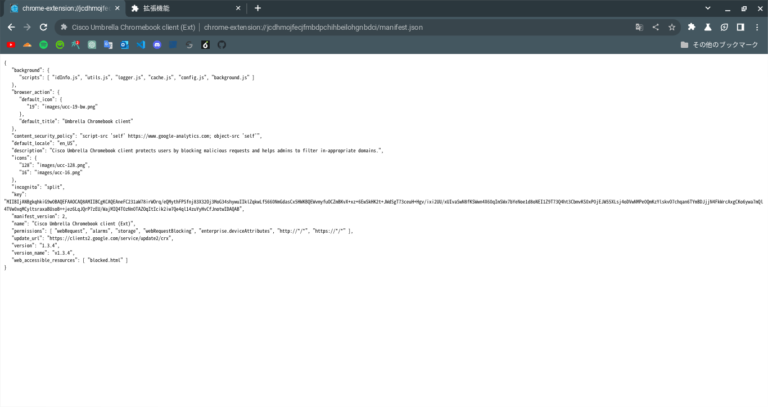 chrome-extension://jcdhmojfe
拡張機能
Cisco Umbrella Chromebook client (Ext) | chrome-extension://jcdhmojfecjfmbdpchihbelohgnbdci/manifest.json
その他のブックマーク
{
"background": {
"scripts": [ "idInfo.js", "utils.js", "logger.js", "cache.js", "config.js", "background.js" ]
},
"browser_action": {
"default_icon": {
"19": "images/ucc-19-bw.png"
},
"default_title": "Umbrella Chromebook client"
},
"content_security_policy": "script-src 'self' https://www.google-analytics.com; object-src 'self'",
"default_locale": "en_US",
"description": "Cisco Umbrella Chromebook client protects users by blocking malicious requests and helps admins to filter in-appropriate domains.",
"icons": {
"128": "images/ucc-128.png",
"16": "images/ucc-16.png"
},
"incognito": "split",
"key":
"manifest_version": 2,
"name": "Cisco Umbrella Chromebook client (Ext)",
"permissions": [ "webRequest", "alarms", "storage", "webRequestBlocking", "enterprise.deviceAttributes", "http://*/*", "https://*/*" ],
"update_url": "https://clients2.google.com/service/update2/crx",
"version": "1.3.4",
"version_name": "v1.3.4",
"web_accessible_resources": [ "blocked.html" ]
}